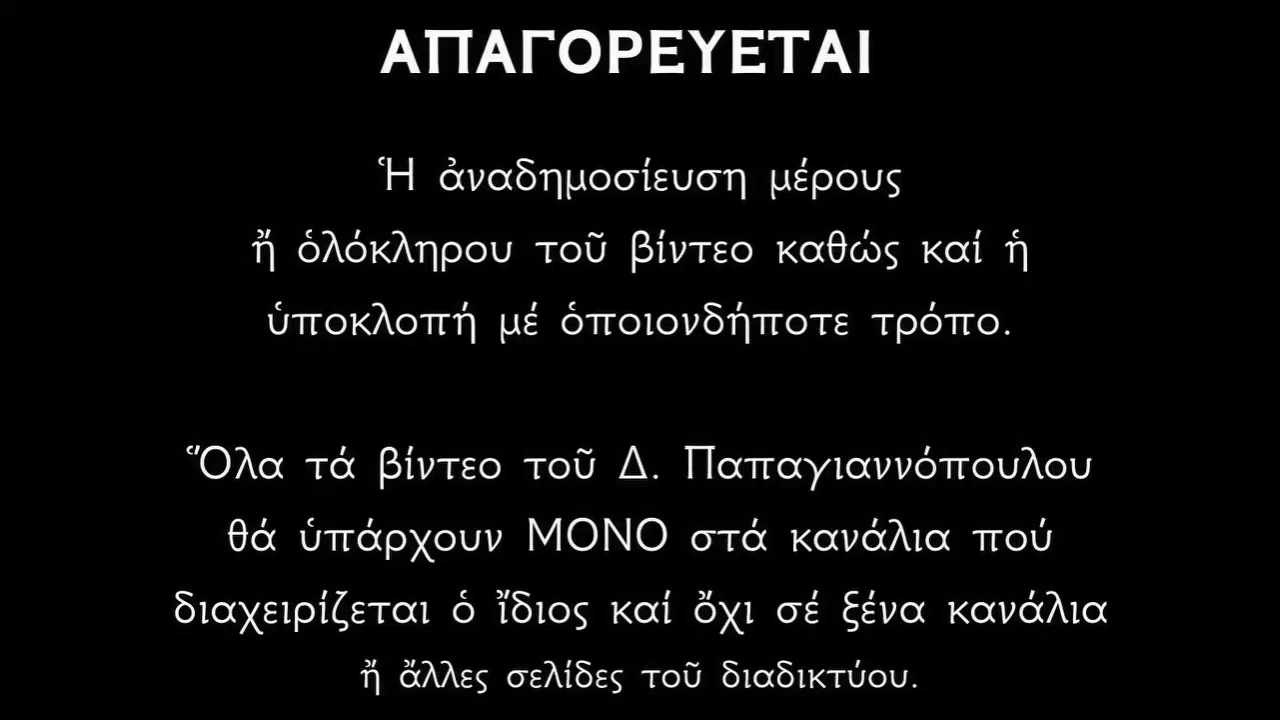 ΑΠΑΓΟΡΕΥΕΤΑΙ
Ἡ ἀναδημοσίευση μέρους
ἤ ὁλόκληρου τοῦ βίντεο καθώς καί ἡ
ὑποκλοπή μέ ὁποιονδήποτε τρόπο.
Ὅλα τά βίντεο τοῦ Δ. Παπαγιαννόπουλου
θά ὑπάρχουν ΜΟΝΟ στά κανάλια πού
διαχειρίζεται ὁ ἴδιος καί ὄχι σέ ξένα κανάλια
ἤ ἄλλες σελίδες τοῦ διαδικτύου.